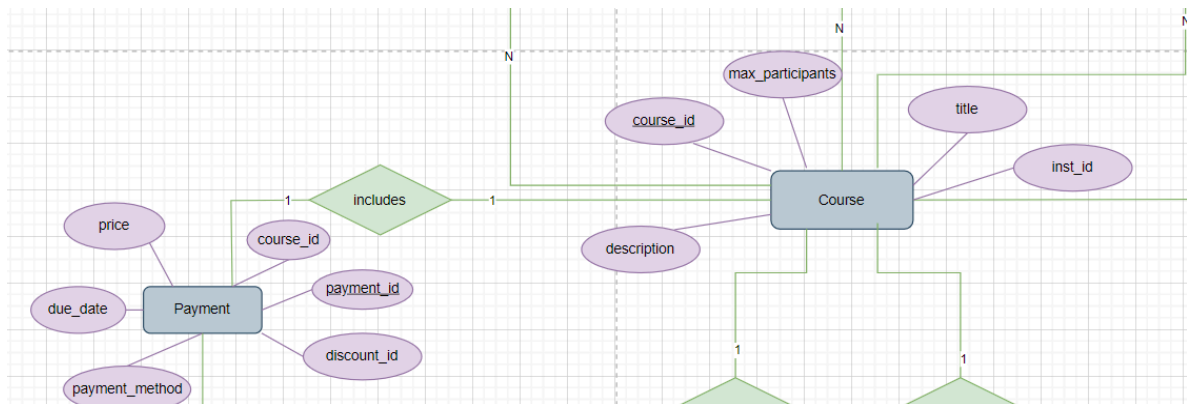 N
N
N
max_participants
course_id
title
inst_id
Course
1
includes
1
price
course_id
description
payment_id
due_date
Payment
discount_id
payment_method
1
1